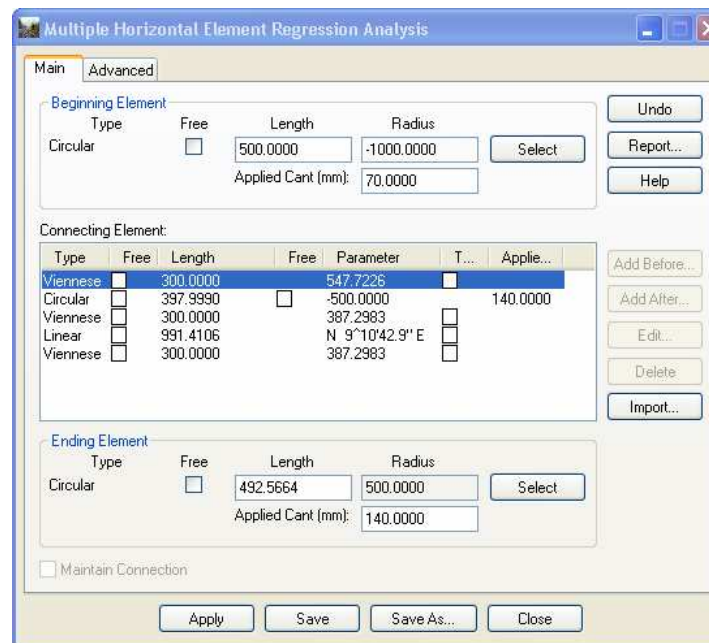 Multiple Horizontal Element Regression Analysis
Main Advanced
Beginning Element
Type Free Length Radius
Circular 500.0000 -1000.0000 Select
Applied Cant (mm): 70.0000
Undo
Report...
Help
Connecting Element:
Type Free Length Free Parameter T... Applie...
Viennese 300.0000 547.7226
Circular 397.9990 -500.0000 140.0000
Viennese 300.0000 387.2983
Linear 991.4106 N 9^10'42.9" E
Viennese 300.0000 387.2983
Add Before...
Add After...
Edit...
Delete
Import...
Ending Element
Type Free Length Radius
Circular 492.5664 500.0000 Select
Applied Cant (mm): 140.0000
Maintain Connection
Apply Save Save As... Close